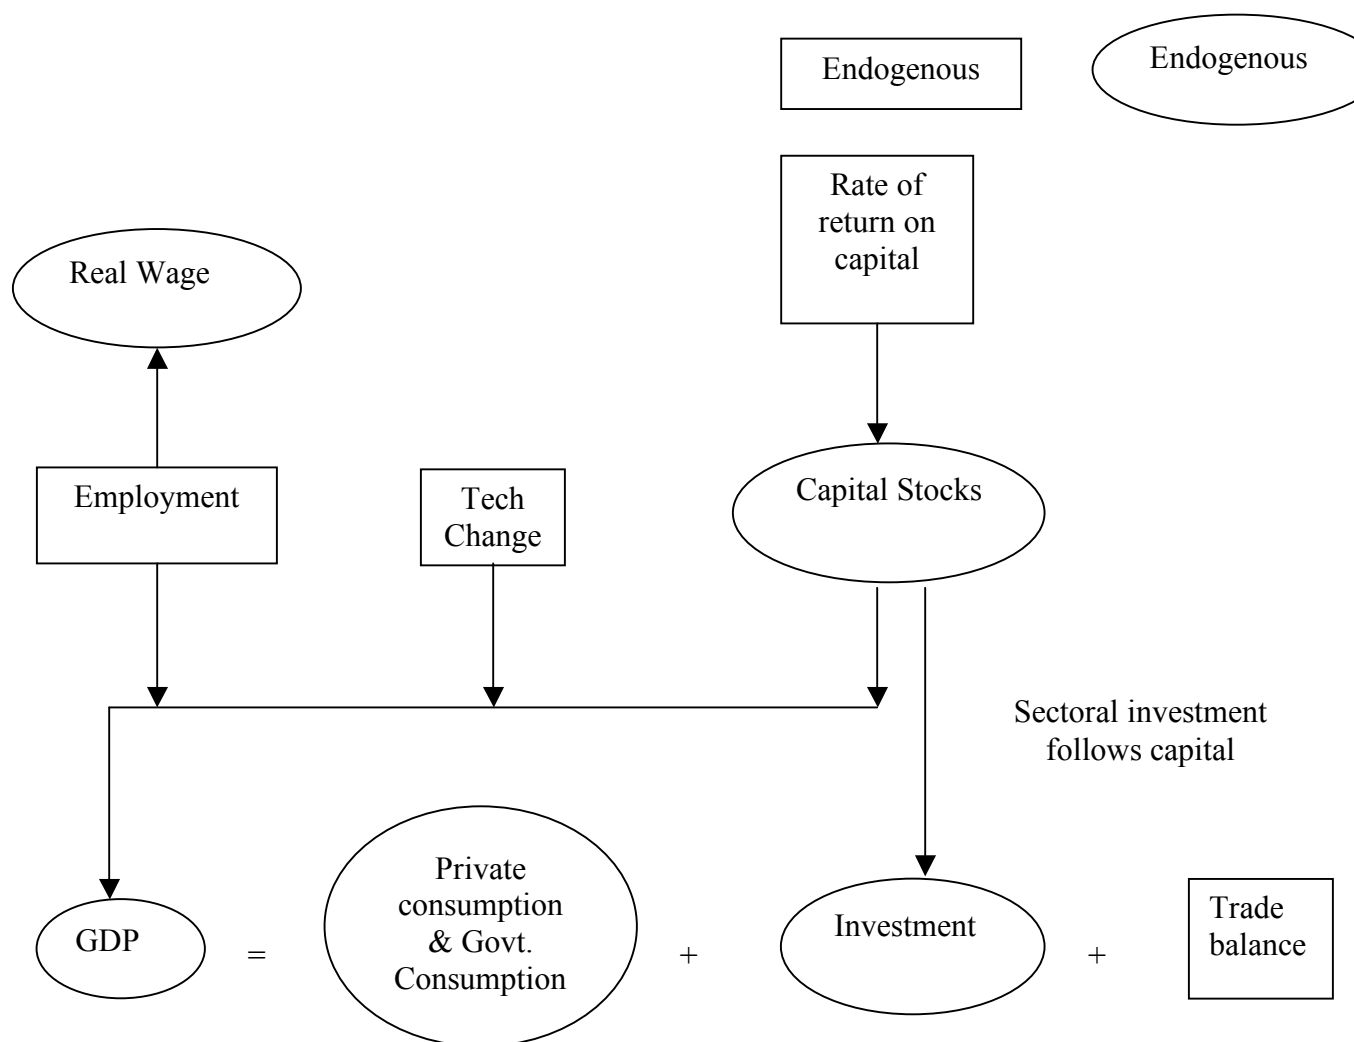 Endogenous
Endogenous
Rate of
return on
capital
Real Wage
Employment
Tech
Change
Capital Stocks
Sectoral investment
follows capital
GDP
=
Private
consumption
& Govt.
Consumption
+
Investment
+
Trade
balance